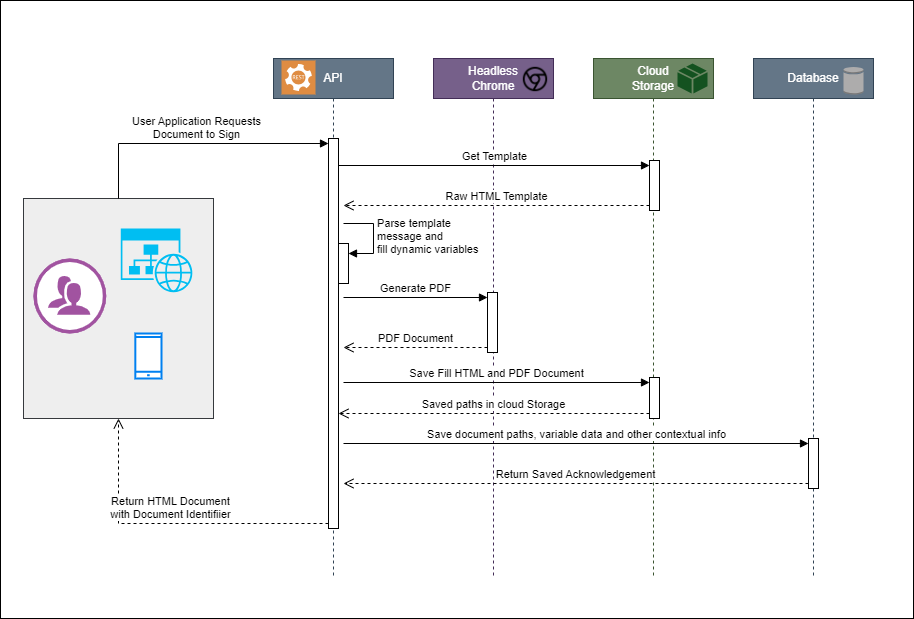 REST
API
Headless
Chrome
Cloud
Storage
Database
User Application Requests
Document to Sign
Get Template
Raw HTML Template
Parse template
message and
fill dynamic variables
Generate PDF
PDF Document
Save Fill HTML and PDF Document
Saved paths in cloud Storage
Save document paths, variable data and other contextual info
Return Saved Acknowledgement
Return HTML Document
with Document Identifiier